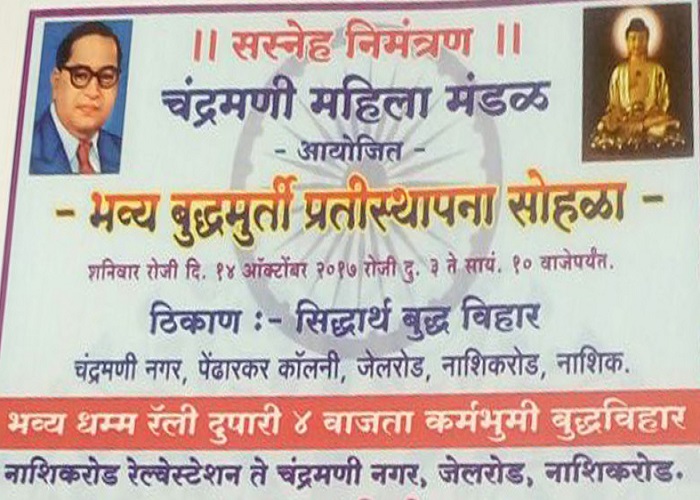 || सस्नेह निमंत्रण ||
चंद्रमणी महिला मंडळ
- आयोजित -
- भव्य बुद्धमुर्ती प्रतीस्थापना सोहळा -
शनिवार रोजी दि. १४ ऑक्टोंबर २०१७ रोजी दु. ३ ते सायं. १० वाजेपर्यंत.
ठिकाण :- सिद्धार्थ बुद्ध विहार
चंद्रमणी नगर, पेंढारकर कॉलनी, जेलरोड, नाशिकरोड, नाशिक.
भव्य धम्म रॅली दुपारी ४ वाजता कर्मभुमी बुद्धविहार
नाशिकरोड रेल्वेस्टेशन ते चंद्रमणी नगर, जेलरोड, नाशिकरोड.